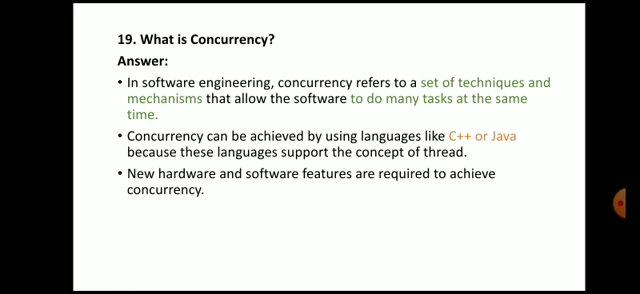 19. What is Concurrency?
Answer:
• In software engineering, concurrency refers to a set of techniques and
mechanisms that allow the software to do many tasks at the same
time.
• Concurrency can be achieved by using languages like C++ or Java
because these languages support the concept of thread.
• New hardware and software features are required to achieve
concurrency.